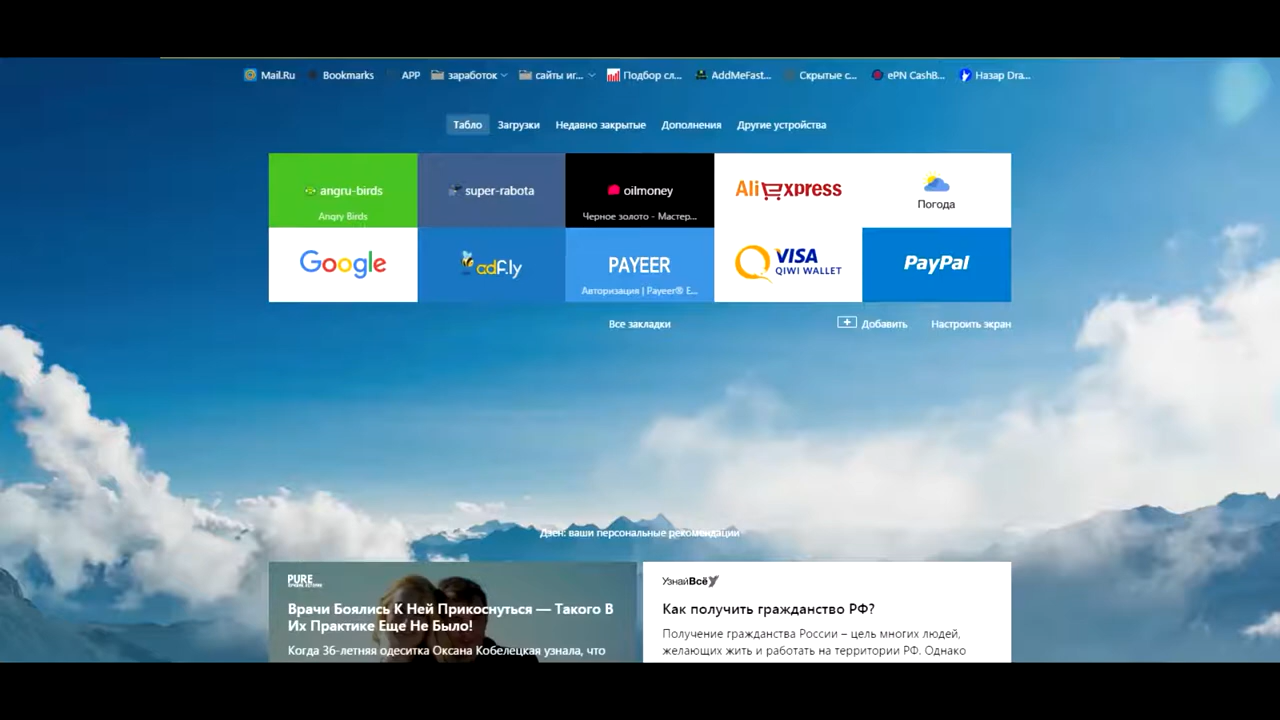 Mail.Ru Bookmarks APP заработок сайты иг... Подбор сл... AddMeFast... Скрытые с... ePN CashB... Назар Dra...
Табло Загрузки Недавно закрытые Дополнения Другие устройства
angru-birds super-rabota oilmoney AliExpress Погода
Angry Birds Черное золото - Мастер...
Google adf.ly PAYEER VISA QIWI WALLET PayPal
Авторизация | Payeer® E...
Все закладки Добавить Настроить экран
Дзен: ваши персональные рекомендации
PURE
УзнайВсё
Врачи Боялись К Ней Прикоснуться — Такого В
Их Практике Еще Не Было!
Когда 36-летняя одеситка Оксана Кобелецкая узнала, что
Как получить гражданство РФ?
Получение гражданства России – цель многих людей,
желающих жить и работать на территории РФ. Однако